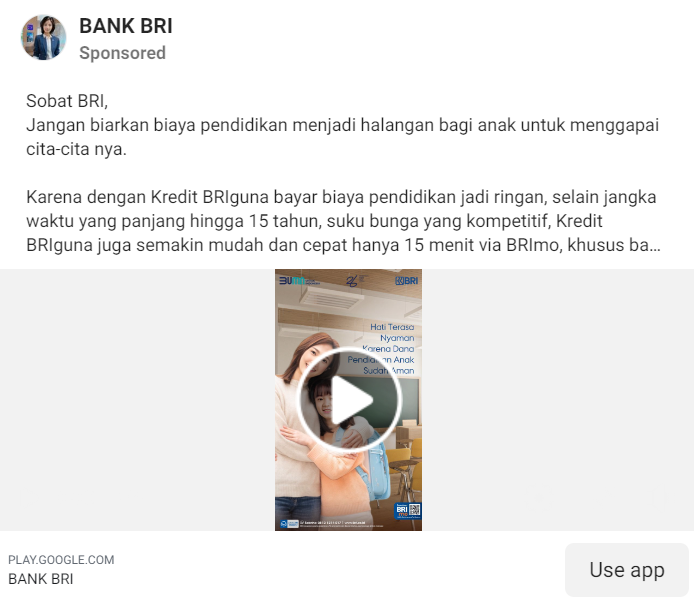 BANK BRI
Sponsored
Sobat BRI,
Jangan biarkan biaya pendidikan menjadi halangan bagi anak untuk menggapai
cita-cita nya.
Karena dengan Kredit BRIguna bayar biaya pendidikan jadi ringan, selain jangka
waktu yang panjang hingga 15 tahun, suku bunga yang kompetitif, Kredit
BRIguna juga semakin mudah dan cepat hanya 15 menit via BRImo, khusus ba...
BRI
Hati Terasa
Nyaman
Karena Dana
Pendidikan Anak
Sudah Aman
BRI
PLAY.GOOGLE.COM
BANK BRI
Use app